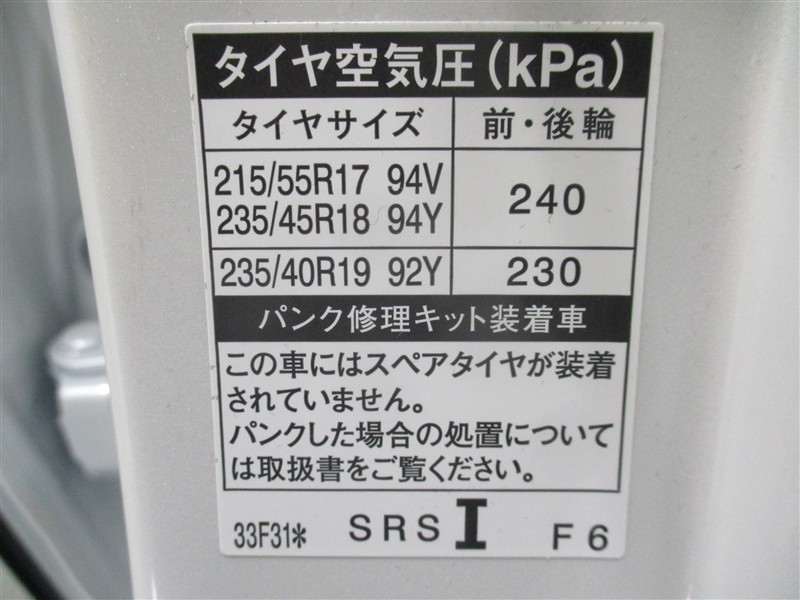 タイヤ空気圧(kPa)
タイヤサイズ 前・後輪
215/55R17 94V
235/45R18 94Y
240
235/40R19 92Y 230
パンク修理キット装着車
この車にはスペアタイヤが装着
されていません。
パンクした場合の処置について
は取扱書をご覧ください。
33F31* SRS I F6